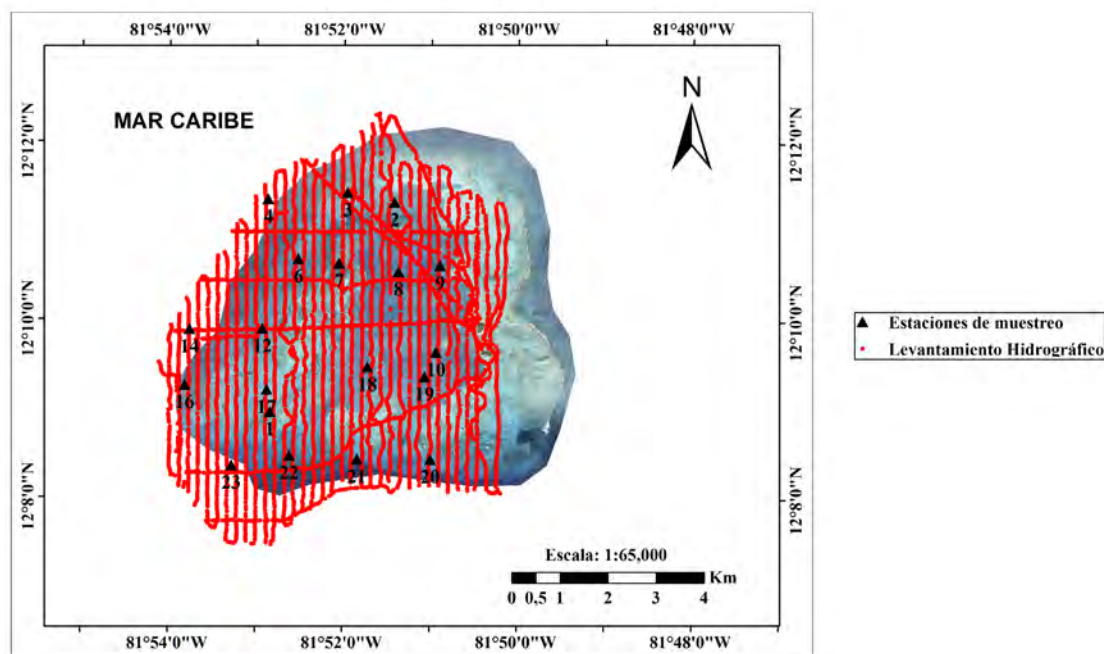 81°54'0"W 81°52'0"W 81°50'0"W 81°48'0"W
N
MAR CARIBE
12°12'0"N 12°12'0"N
4 3 2
6 7 8 9
12°10'0"N 12°10'0"N
14 12
10
18
16 17 19
1
23 22 21 20
12°8'0"N 12°8'0"N
Escala: 1:65,000
Km
0 0,5 1 2 3 4
81°54'0"W 81°52'0"W 81°50'0"W 81°48'0"W
Estaciones de muestreo
Levantamiento Hidrográfico